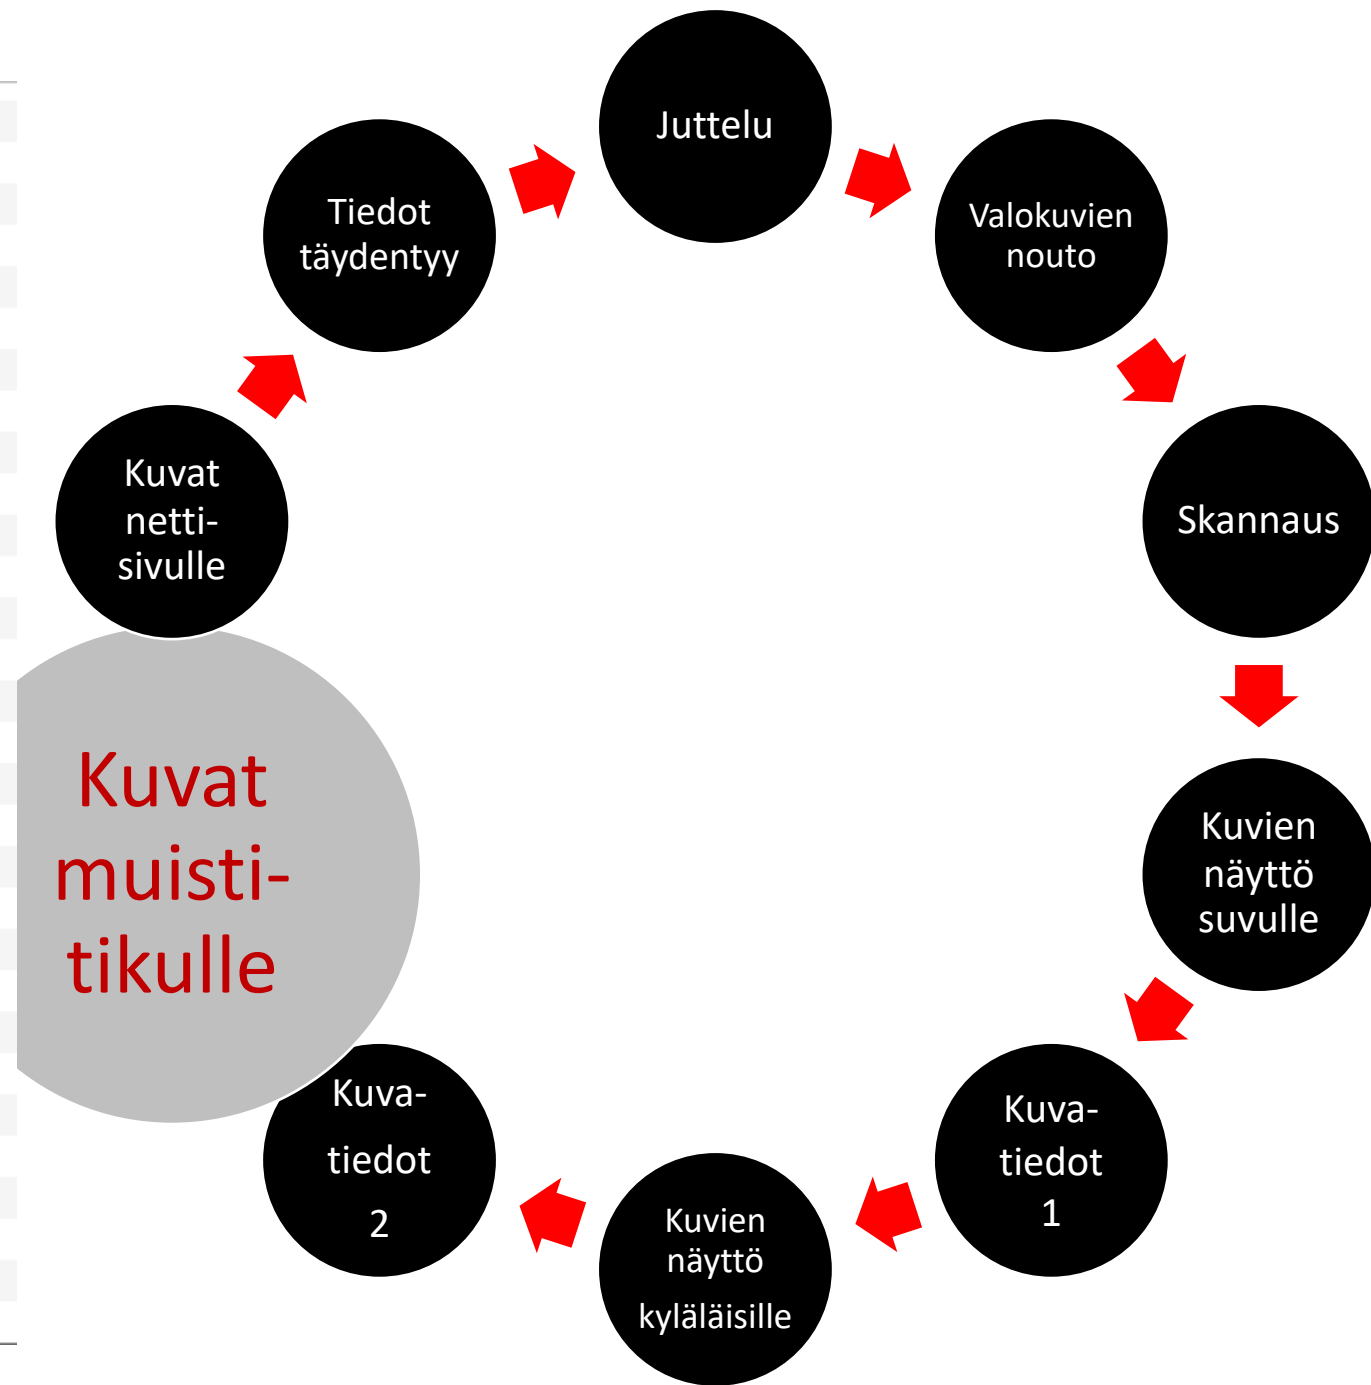 Juttelu
Valokuvien
nouto
Skannaus
Kuvien
näyttö
suvulle
Kuva-
tiedot
1
Kuvien
näyttö
kyläläisille
Kuva-
tiedot
2
Kuvat
muisti-
tikulle
Kuvat
netti-
sivulle
Tiedot
täydentyy